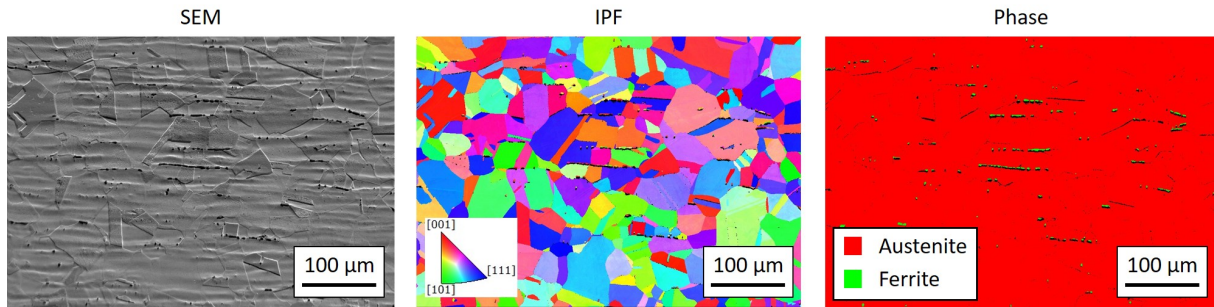 SEM
IPF
Phase
[001]
[111]
[101]
100 μm
100 μm
Austenite
Ferrite
100 μm